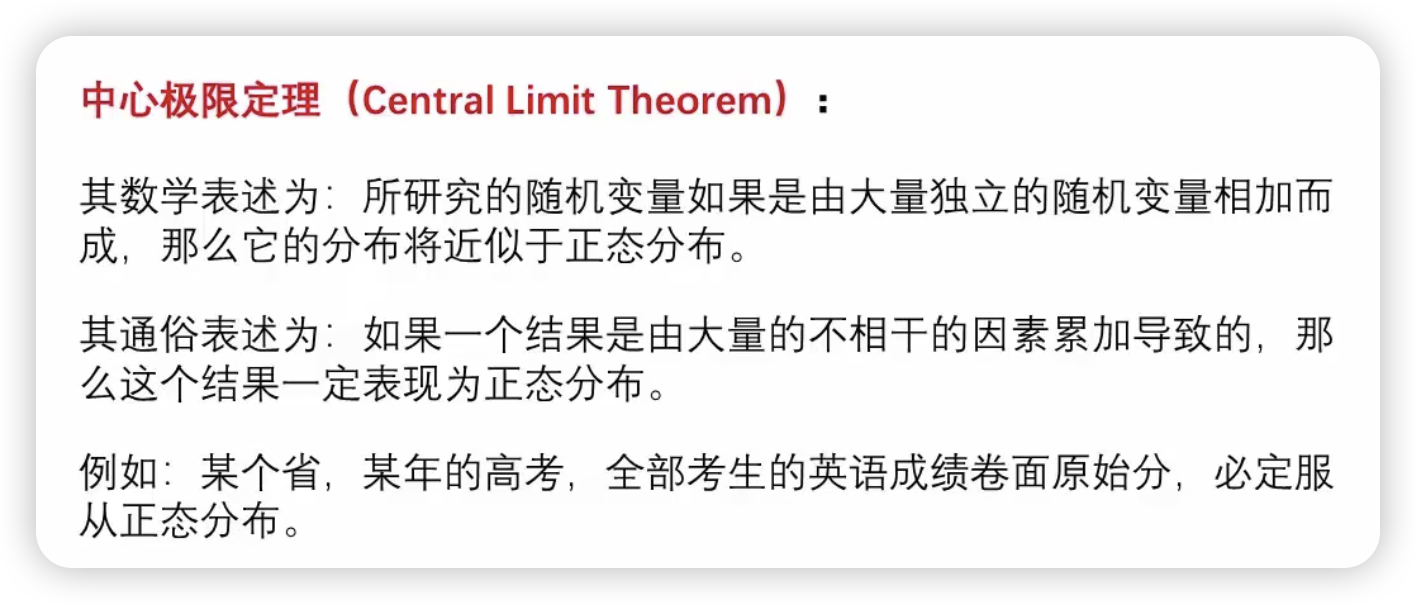 中心极限定理（Central Limit Theorem）：
其数学表述为：所研究的随机变量如果是由大量独立的随机变量相加而
成，那么它的分布将近似于正态分布。
其通俗表述为：如果一个结果是由大量的不相干的因素累加导致的，那
么这个结果一定表现为正态分布。
例如：某个省，某年的高考，全部考生的英语成绩卷面原始分，必定服
从正态分布。